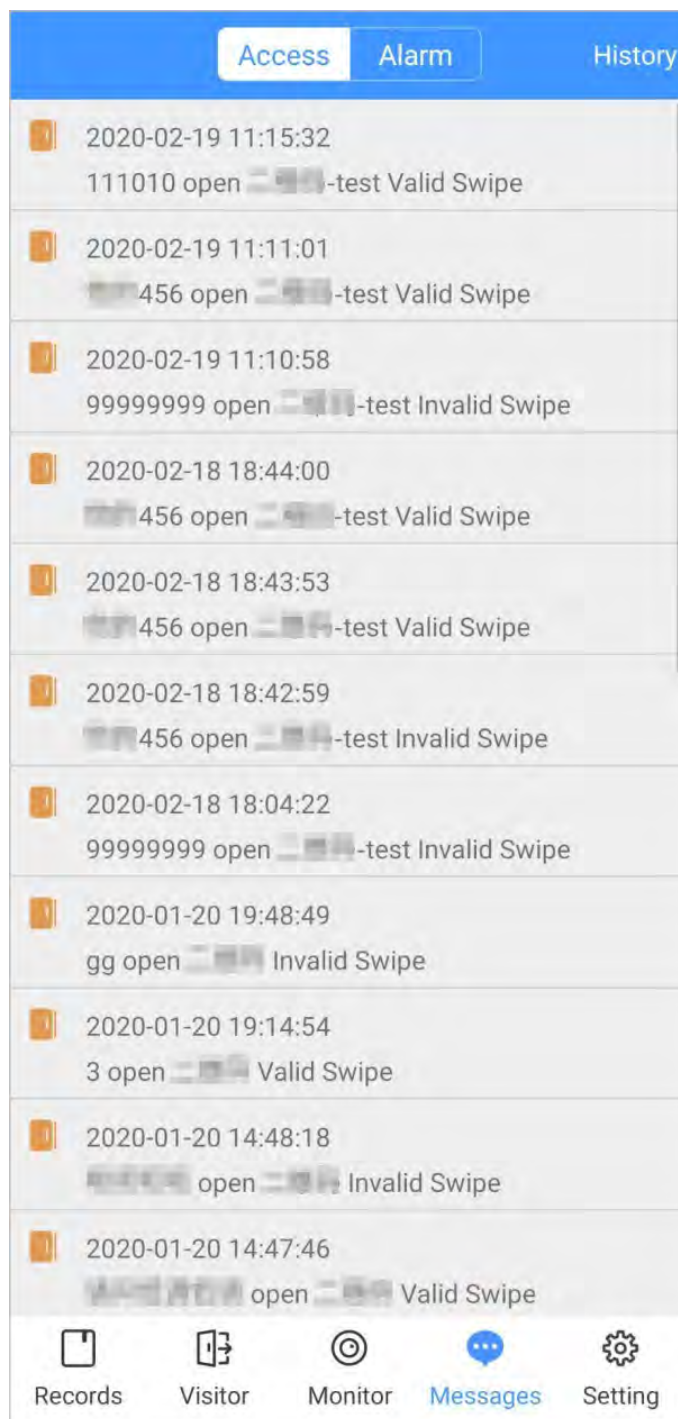 Access Alarm History
2020-02-19 11:15:32
111010 open -test Valid Swipe
2020-02-19 11:11:01
456 open -test Valid Swipe
2020-02-19 11:10:58
99999999 open -test Invalid Swipe
2020-02-18 18:44:00
456 open -test Valid Swipe
2020-02-18 18:43:53
456 open -test Valid Swipe
2020-02-18 18:42:59
456 open -test Invalid Swipe
2020-02-18 18:04:22
99999999 open -test Invalid Swipe
2020-01-20 19:48:49
gg open Invalid Swipe
2020-01-20 19:14:54
3 open Valid Swipe
2020-01-20 14:48:18
open Invalid Swipe
2020-01-20 14:47:46
open Valid Swipe
Records Visitor Monitor Messages Setting